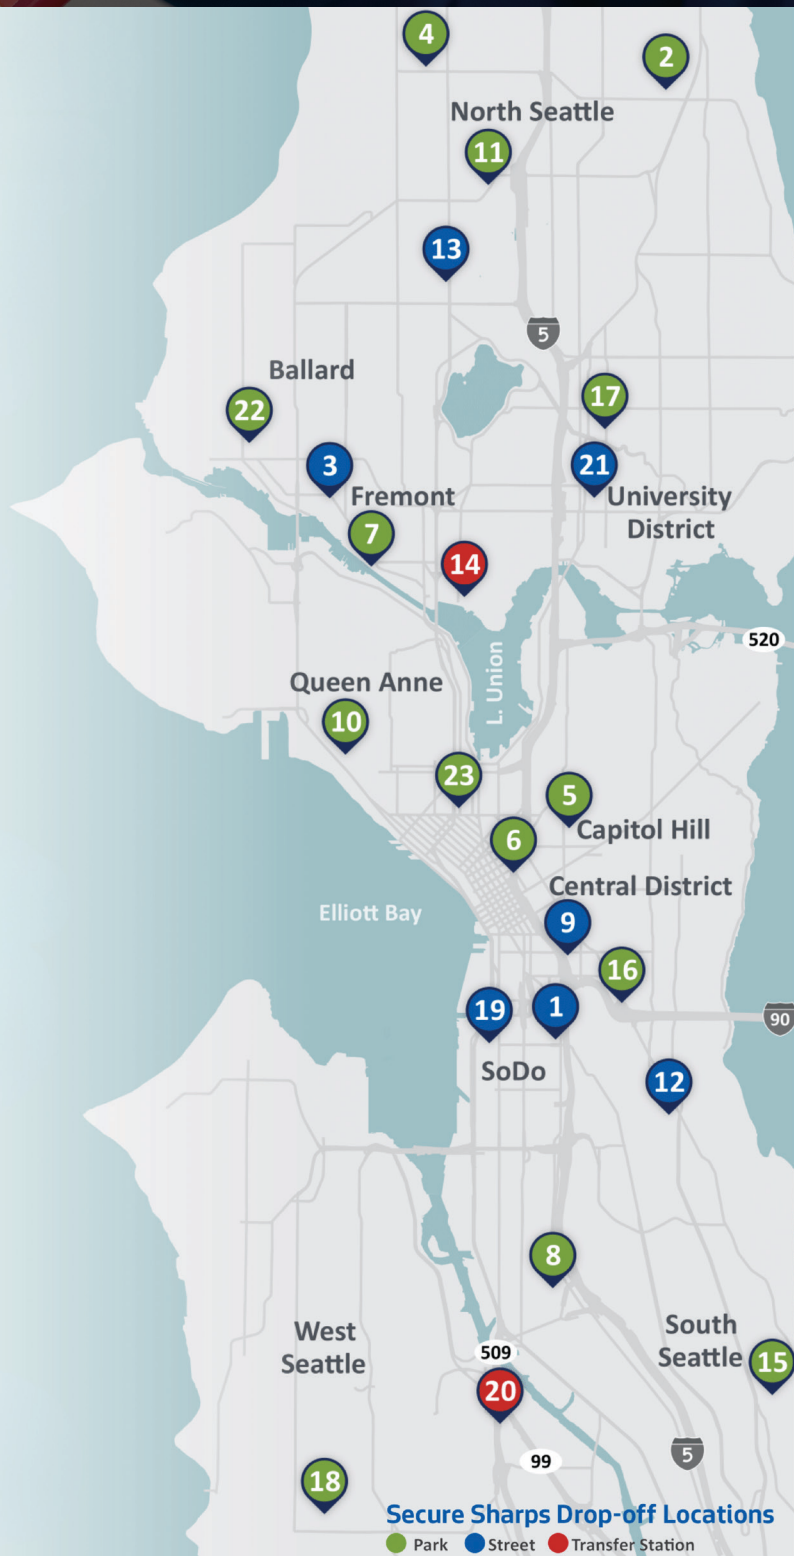 4
2
North Seattle
11
13
5
Ballard
22
17
3
21
Fremont
University
District
7
14
520
L. Union
Queen Anne
10
23
5
Capitol Hill
6
Central District
Elliott Bay
9
16
19
1
90
SoDo
12
8
West
Seattle
South
Seattle
15
509
20
99
5
18
Secure Sharps Drop-off Locations
Park Street Transfer Station